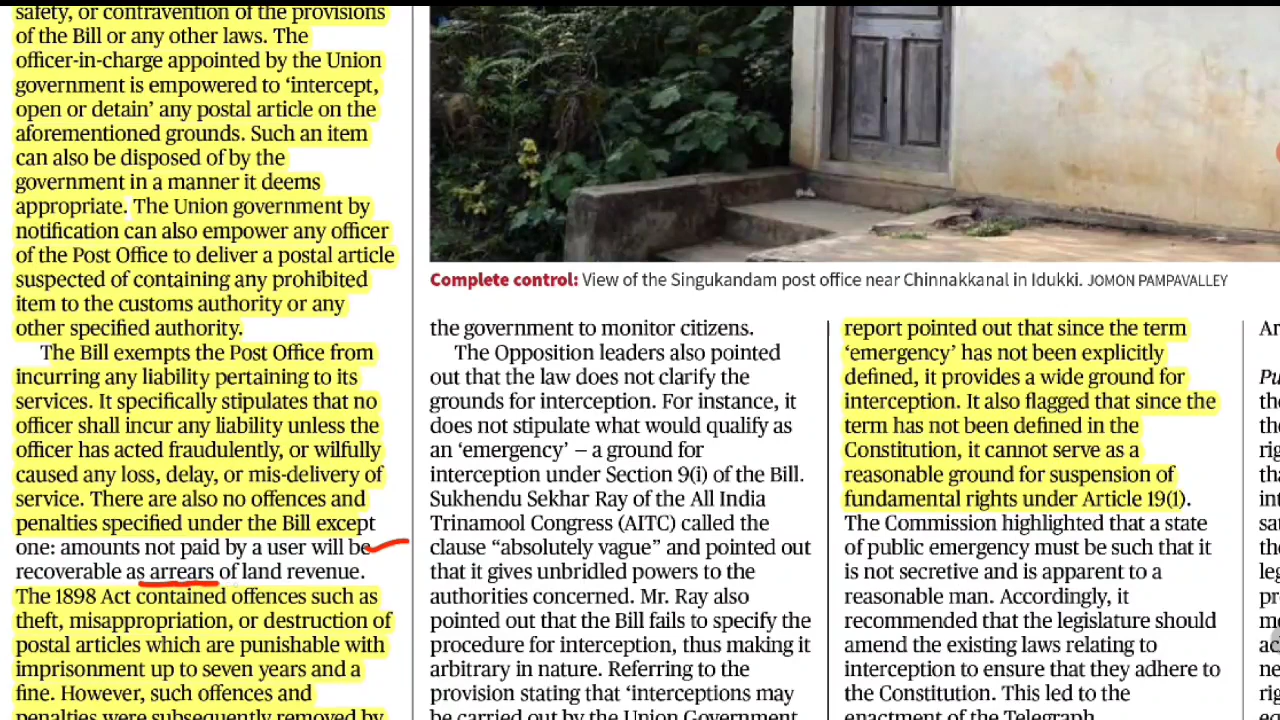 safety, or contravention of the provisions
of the Bill or any other laws. The
officer-in-charge appointed by the Union
government is empowered to ‘intercept,
open or detain’ any postal article on the
aforementioned grounds. Such an item
can also be disposed of by the
government in a manner it deems
appropriate. The Union government by
notification can also empower any officer
of the Post Office to deliver a postal article
suspected of containing any prohibited
item to the customs authority or any
other specified authority.
The Bill exempts the Post Office from
incurring any liability pertaining to its
services. It specifically stipulates that no
officer shall incur any liability unless the
officer has acted fraudulently, or wilfully
caused any loss, delay, or mis-delivery of
service. There are also no offences and
penalties specified under the Bill except
one: amounts not paid by a user will be
recoverable as arrears of land revenue.
The 1898 Act contained offences such as
theft, misappropriation, or destruction of
postal articles which are punishable with
imprisonment up to seven years and a
fine. However, such offences and
penalties were subsequently removed by
Complete control: View of the Singukandam post office near Chinnakkanal in Idukki. JOMON PAMPAVALLEY
the government to monitor citizens.
The Opposition leaders also pointed
out that the law does not clarify the
grounds for interception. For instance, it
does not stipulate what would qualify as
an ‘emergency’ – a ground for
interception under Section 9(i) of the Bill.
Sukhendu Sekhar Ray of the All India
Trinamool Congress (AITC) called the
clause “absolutely vague” and pointed out
that it gives unbridled powers to the
authorities concerned. Mr. Ray also
pointed out that the Bill fails to specify the
procedure for interception, thus making it
arbitrary in nature. Referring to the
provision stating that ‘interceptions may
be carried out by the Union Government
report pointed out that since the term
‘emergency’ has not been explicitly
defined, it provides a wide ground for
interception. It also flagged that since the
term has not been defined in the
Constitution, it cannot serve as a
reasonable ground for suspension of
fundamental rights under Article 19(1).
The Commission highlighted that a state
of public emergency must be such that it
is not secretive and is apparent to a
reasonable man. Accordingly, it
recommended that the legislature should
amend the existing laws relating to
interception to ensure that they adhere to
the Constitution. This led to the
enactment of the Telegraph